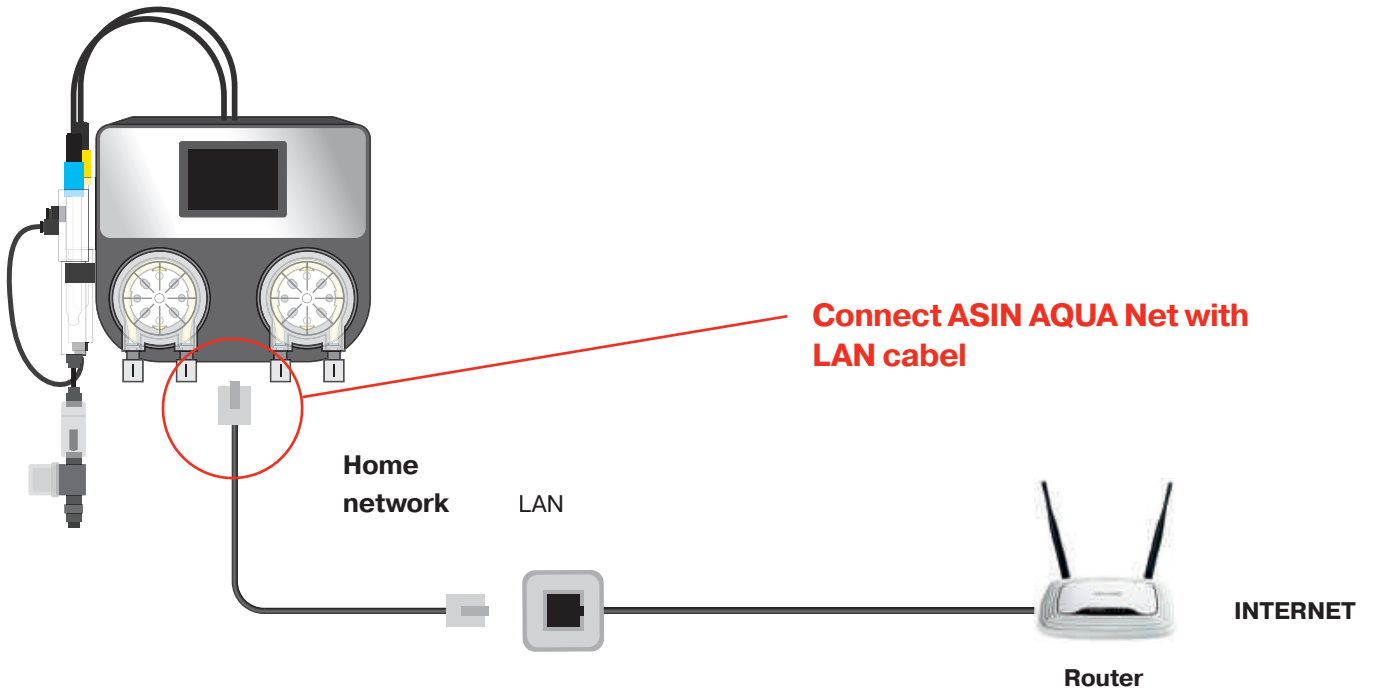 Connect ASIN AQUA Net with
LAN cabel
Home
network
LAN
INTERNET
Router